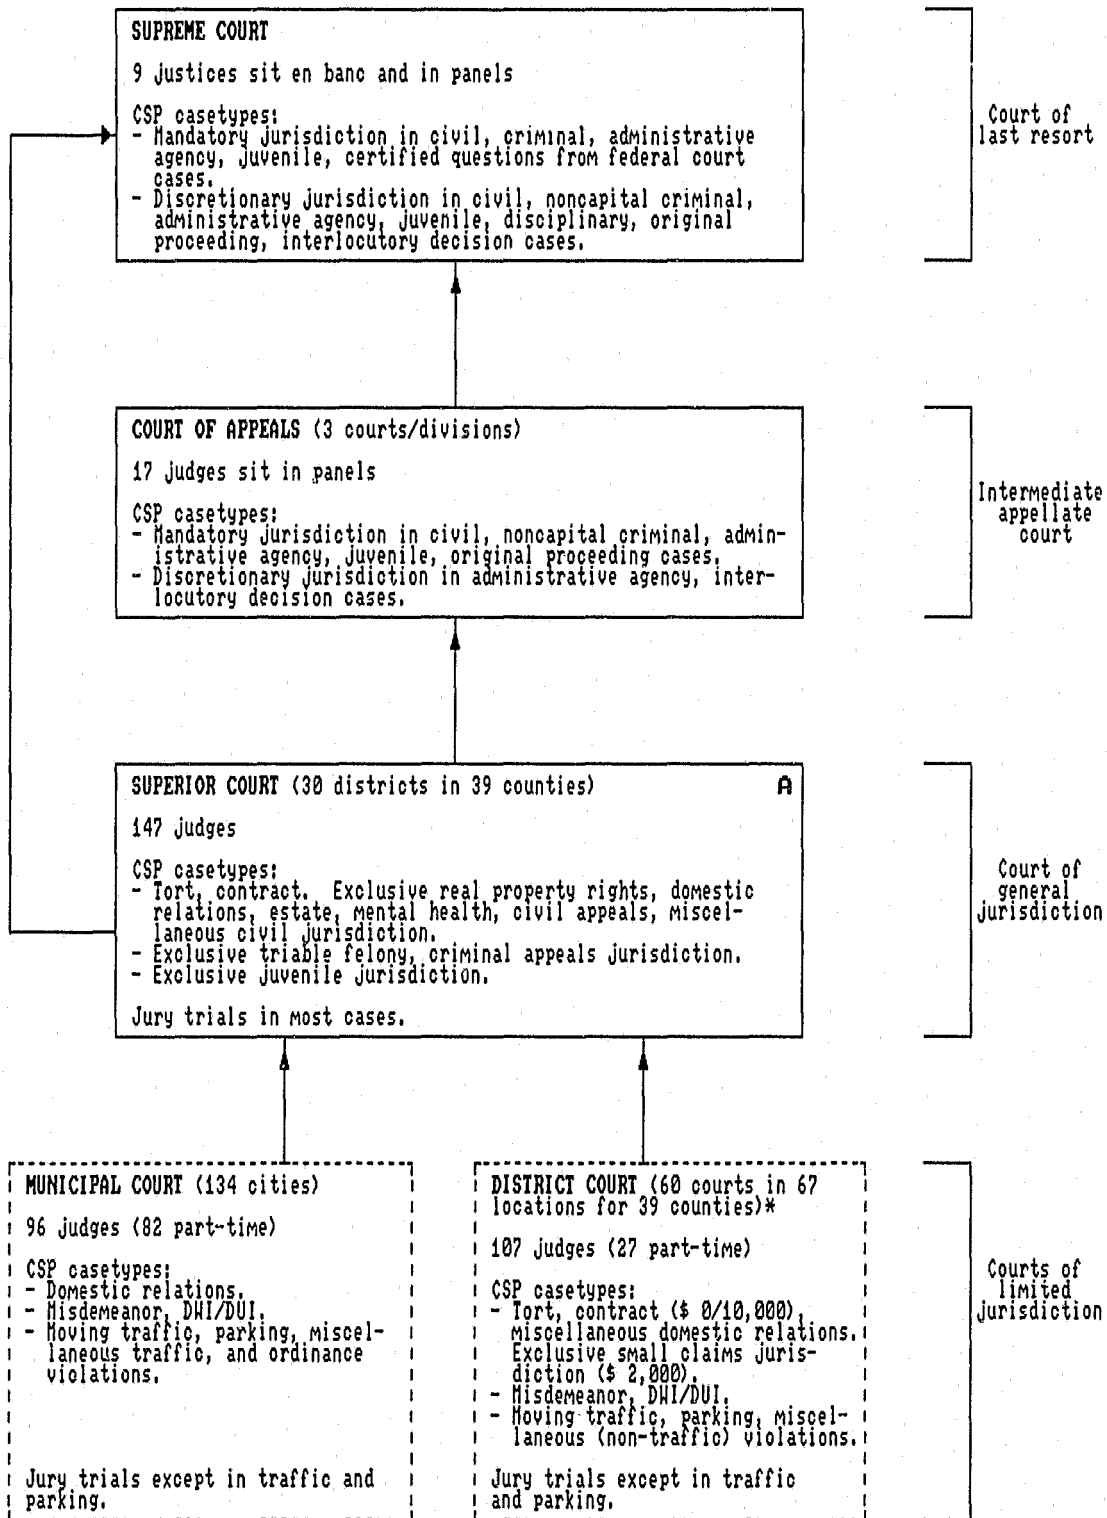 SUPREME COURT
9 justices sit en banc and in panels
CSP casetypes:
- Mandatory jurisdiction in civil, criminal, administrative
agency, juvenile, certified questions from federal court
cases.
- Discretionary jurisdiction in civil, noncapital criminal,
administrative agency, juvenile, disciplinary, original
proceeding, interlocutory decision cases.
Court of
last resort
COURT OF APPEALS (3 courts/divisions)
17 judges sit in panels
CSP casetypes:
- Mandatory jurisdiction in civil, noncapital criminal, admin-
istrative agency, juvenile, original proceeding cases.
- Discretionary jurisdiction in administrative agency, inter-
locutory decision cases.
Intermediate
appellate
court
SUPERIOR COURT (30 districts in 39 counties) A
147 judges
CSP casetypes:
- Tort, contract. Exclusive real property rights, domestic
relations, estate, mental health, civil appeals, miscel-
laneous civil jurisdiction.
- Exclusive triable felony, criminal appeals jurisdiction.
- Exclusive juvenile jurisdiction.
Jury trials in most cases.
Court of
general
jurisdiction
MUNICIPAL COURT (134 cities)
96 judges (82 part-time)
CSP casetypes:
- Domestic relations.
- Misdemeanor, DWI/DUI.
- Moving traffic, parking, miscel-
laneous traffic, and ordinance
violations.
Jury trials except in traffic and
parking.
DISTRICT COURT (60 courts in 67
locations for 39 counties)*
107 judges (27 part-time)
CSP casetypes:
- Tort, contract ($ 0/10,000),
miscellaneous domestic relations.
Exclusive small claims juris-
diction ($ 2,000).
- Misdemeanor, DWI/DUI.
- Moving traffic, parking, miscel-
laneous (non-traffic) violations.
Jury trials except in traffic
and parking.
Courts of
limited
jurisdiction